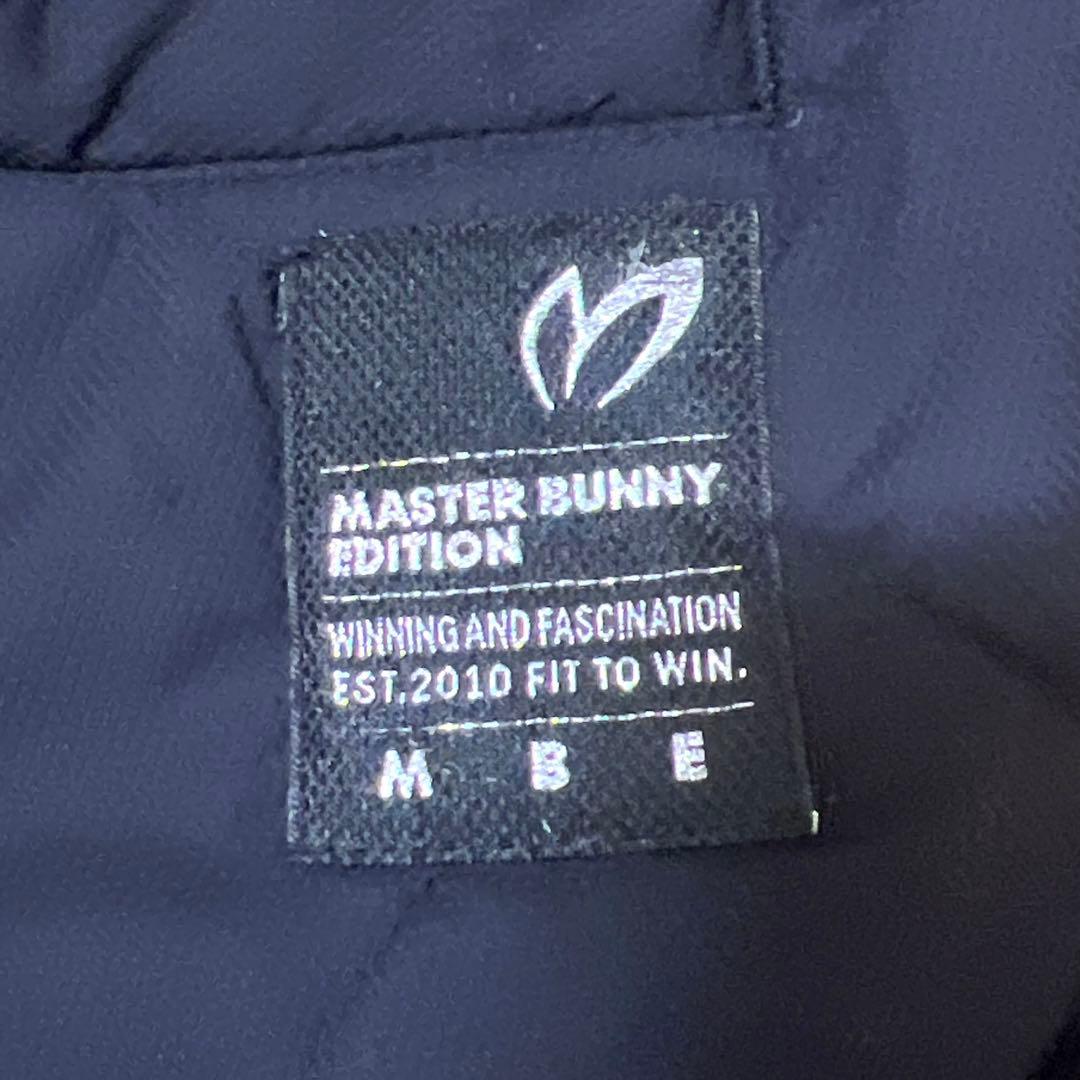 MASTER BUNNY
EDITION
WINNING AND FASCINATION
EST.2010 FIT TO WIN.
M B E